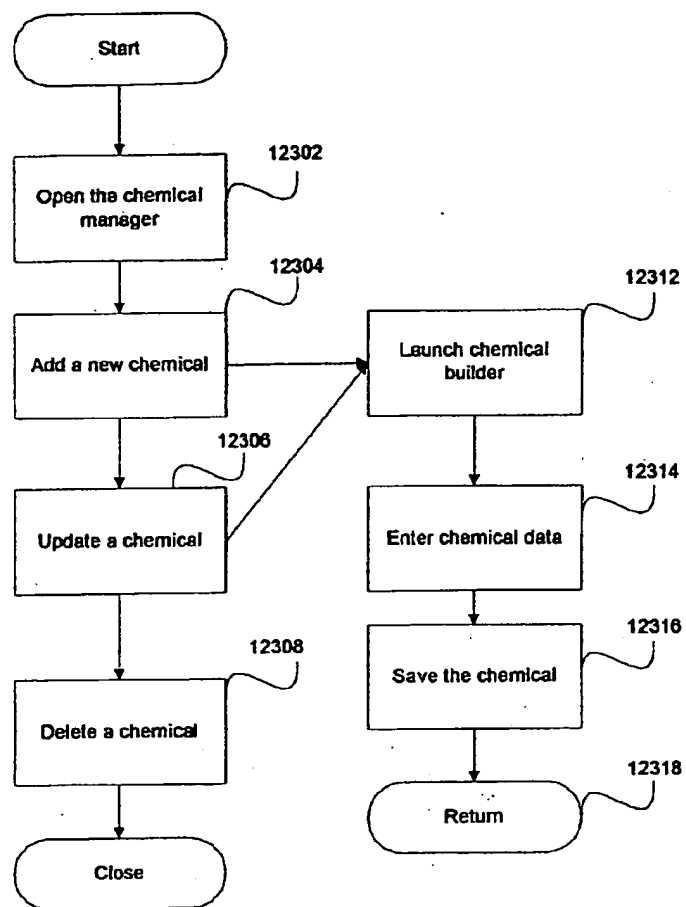 Start
12302
Open the chemical
manager
12304
Add a new chemical
12306
Update a chemical
12308
Delete a chemical
Close
12312
Launch chemical
builder
12314
Enter chemical data
12316
Save the chemical
12318
Return